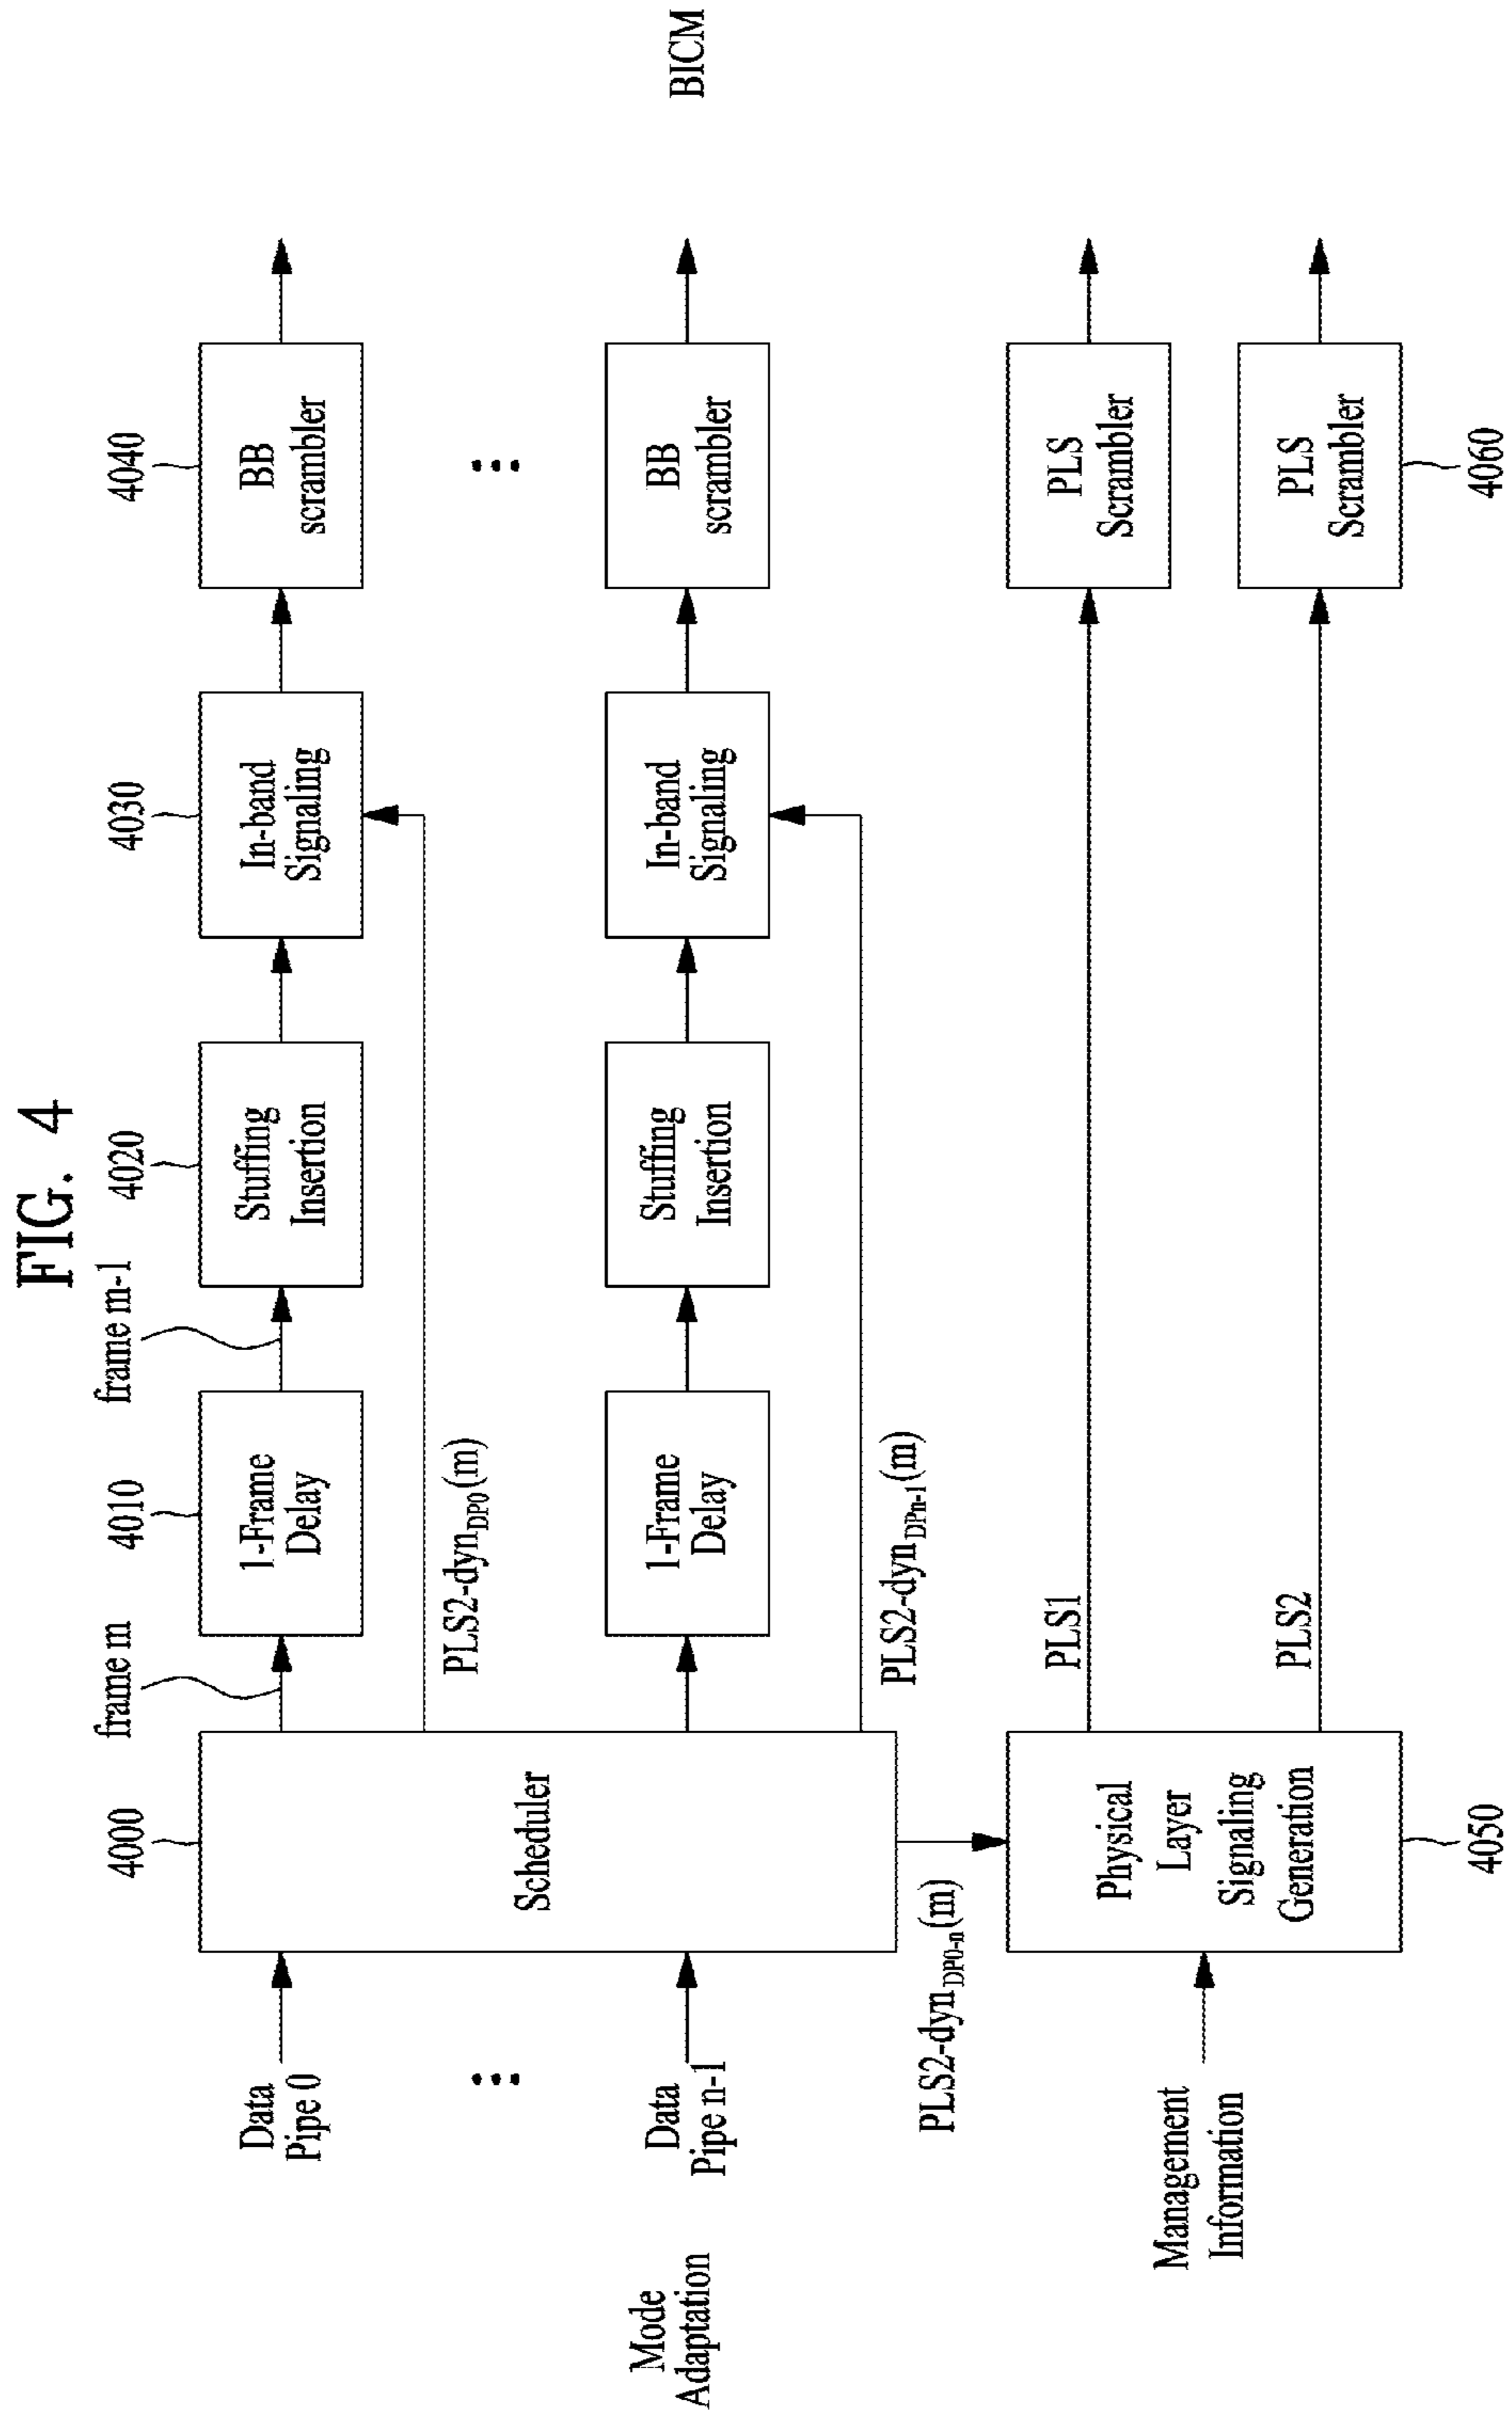 FIG. 4
Mode
Adaptation
Data
Pipe 0
Data
Pipe n-1
Management
Information
4000
Scheduler
frame m
4010
1-Frame
Delay
frame m-1
4020
Stuffing
Insertion
4030
In-band
Signaling
4040
BB
scrambler
PLS2-dynDP0(m)
1-Frame
Delay
Stuffing
Insertion
In-band
Signaling
BB
scrambler
BICM
PLS2-dynDPn-1(m)
PLS2-dynDP0-n(m)
Physical
Layer
Signaling
Generation
4050
PLS1
PLS
Scrambler
PLS2
PLS
Scrambler
4060